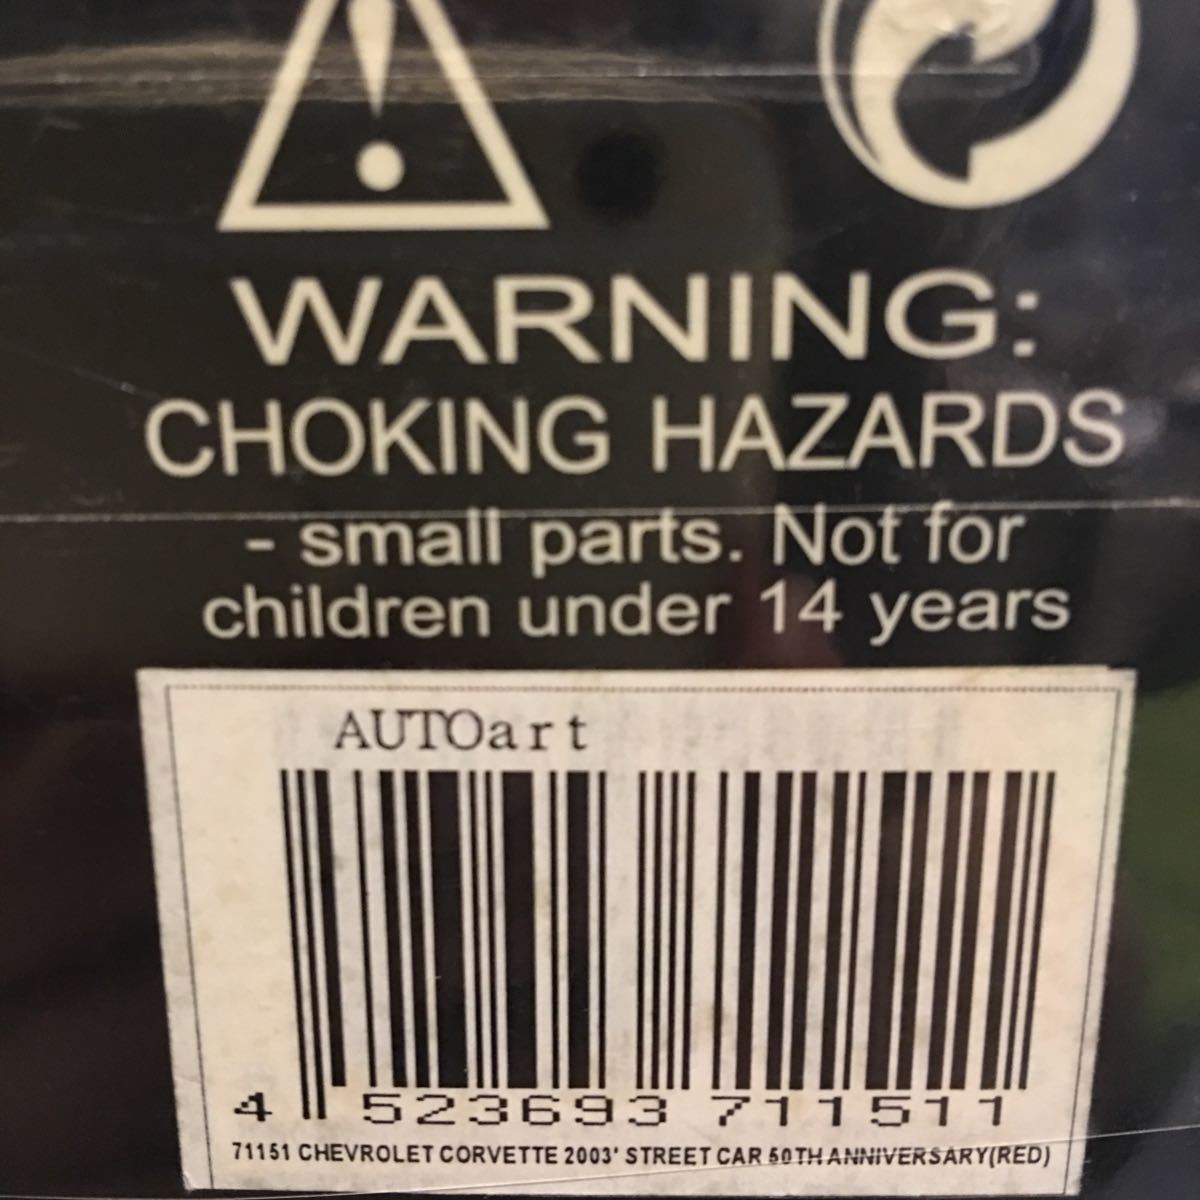 WARNING:
CHOKING HAZARDS
- small parts. Not for
children under 14 years
AUTOart
4 523693 711511
71151 CHEVROLET CORVETTE 2003' STREET CAR 50TH ANNIVERSARY(RED)